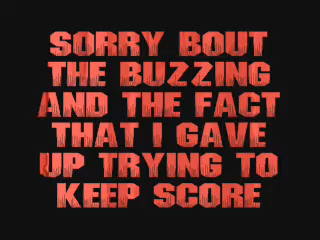 SORRY BOUT
THE BUZZING
AND THE FACT
THAT I GAVE
UP TRYING TO
KEEP SCORE